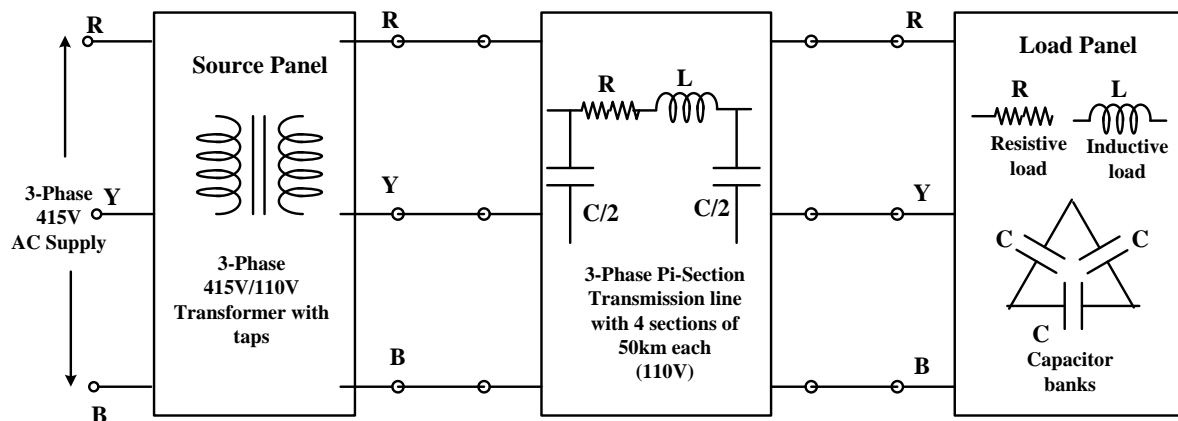 R
Y
B
3-Phase
415V
AC Supply
Source Panel
3-Phase
415V/110V
Transformer with
taps
R
Y
B
R
L
C/2
C/2
3-Phase Pi-Section
Transmission line
with 4 sections of
50km each
(110V)
R
Y
B
Load Panel
R
L
Resistive
load
Inductive
load
C
C
C
Capacitor
banks